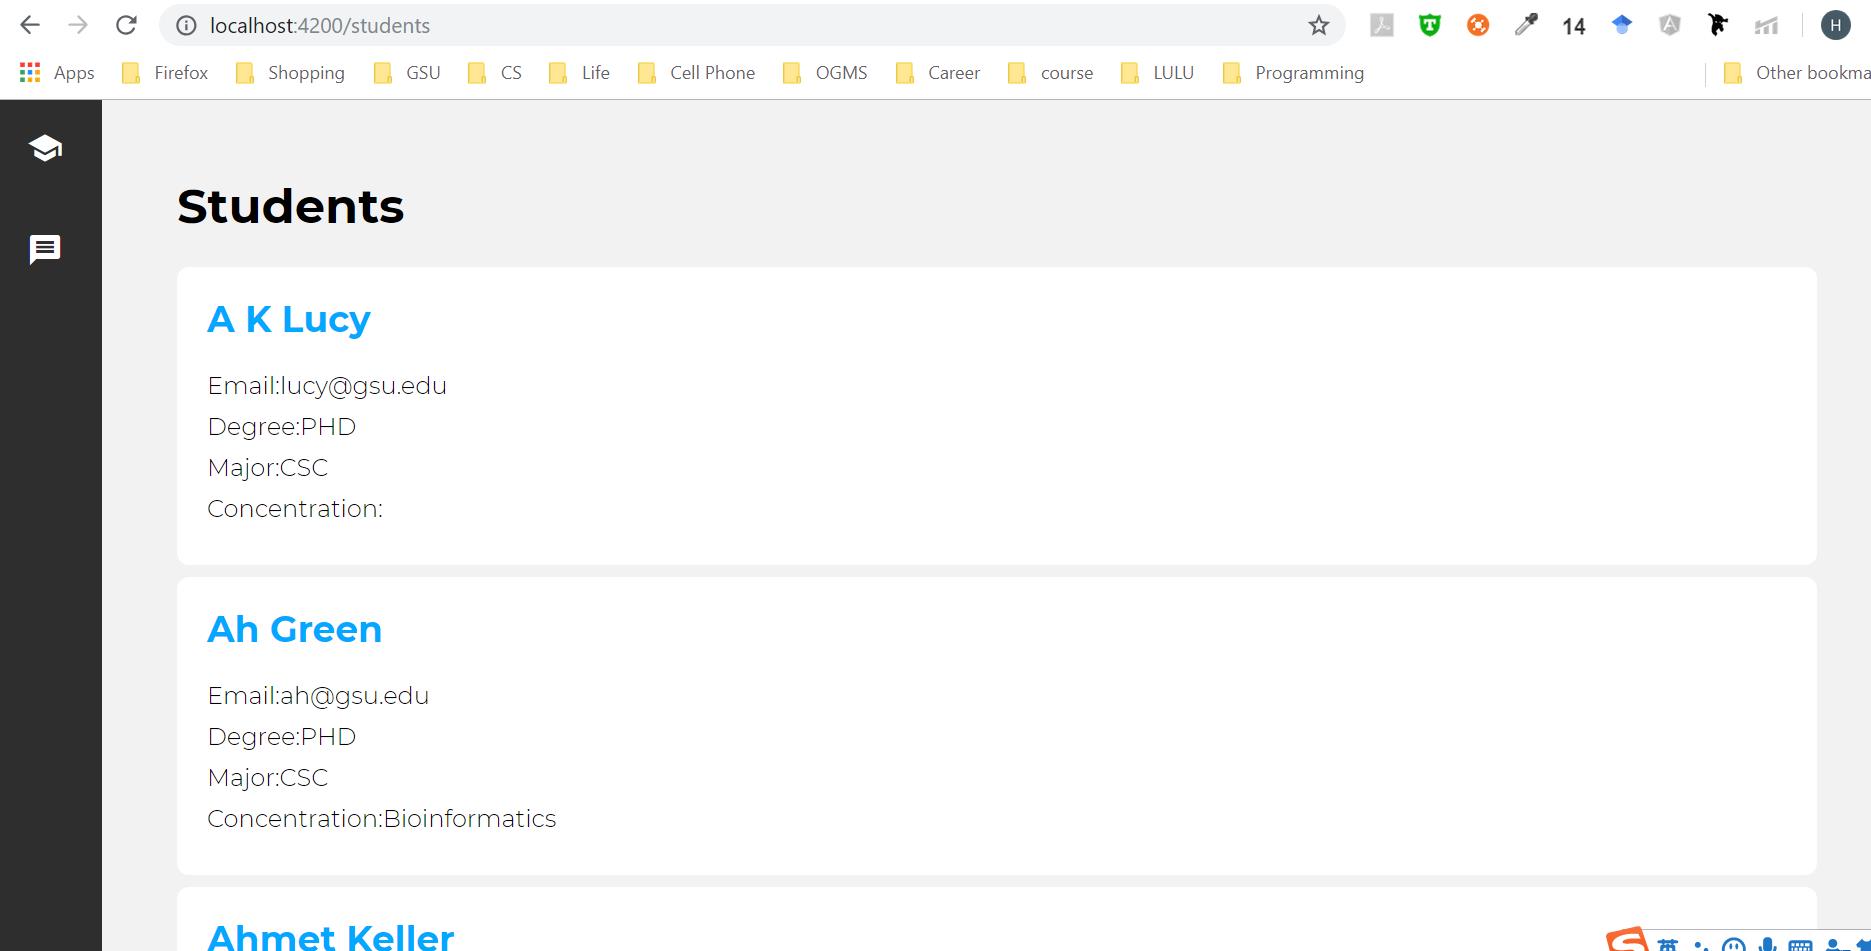 localhost:4200/students
14
H
Apps Firefox Shopping GSU CS Life Cell Phone OGMS Career course LULU Programming Other bookma
Students
A K Lucy
Email:lucy@gsu.edu
Degree:PHD
Major:CSC
Concentration:
Ah Green
Email:ah@gsu.edu
Degree:PHD
Major:CSC
Concentration:Bioinformatics
Ahmet Keller
英